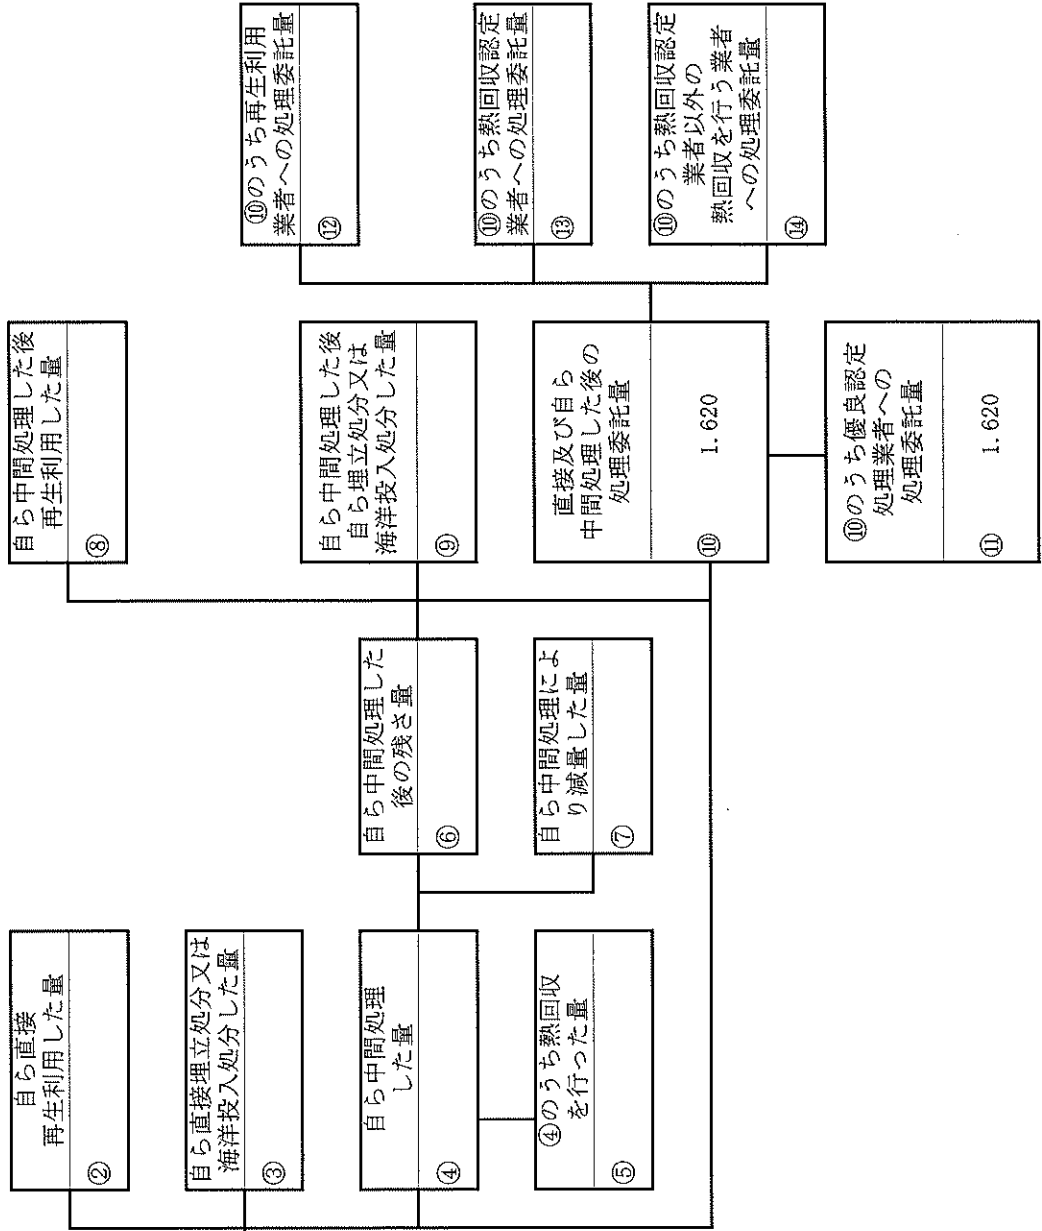 自ら直接
再生利用した量
②
自ら直接埋立処分又は
海洋投入処分した量
③
自ら中間処理
した量
④
④のうち熱回収
を行った量
⑤
自ら中間処理した
後の残さ量
⑥
自ら中間処理によ
り減量した量
⑦
自ら中間処理した後
再生利用した量
⑧
自ら中間処理した後
自ら埋立処分又は
海洋投入処分した量
⑨
直接及び自ら
中間処理した後の
処理委託量
⑩ 1.620
⑩のうち優良認定
処理業者への
処理委託量
⑪ 1.620
⑩のうち再生利用
業者への処理委託量
⑫
⑩のうち熱回収認定
業者への処理委託量
⑬
⑩のうち熱回収認定
業者以外の
熱回収を行う業者
への処理委託量
⑭